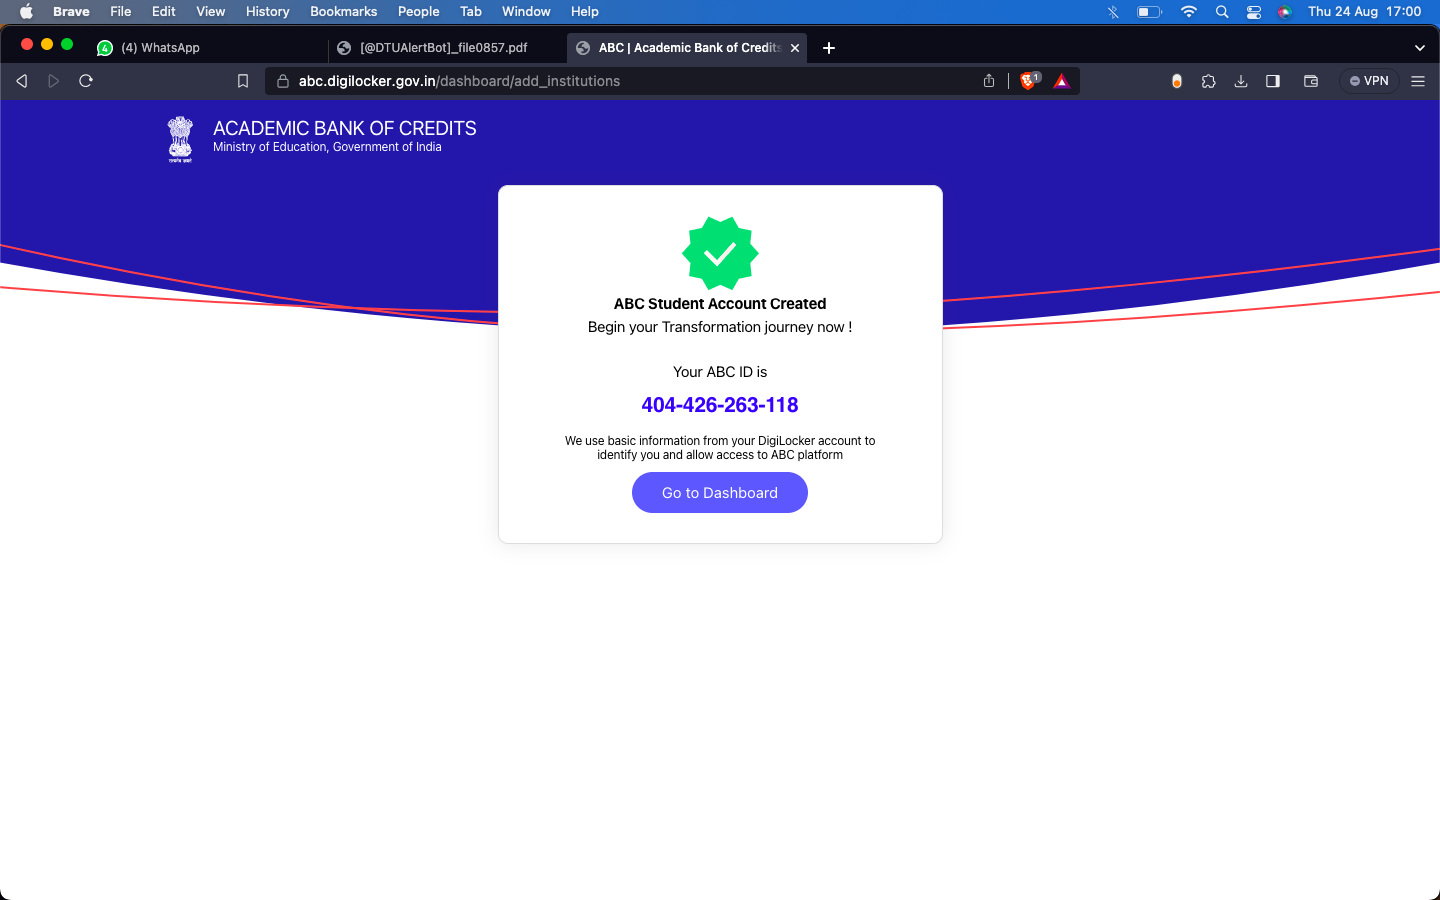 Brave File Edit View History Bookmarks People Tab Window Help Thu 24 Aug 17:00
4 (4) WhatsApp [@DTUAlertBot]_file0857.pdf ABC | Academic Bank of Credits
abc.digilocker.gov.in/dashboard/add_institutions 1 VPN
ACADEMIC BANK OF CREDITS
Ministry of Education, Government of India
ABC Student Account Created
Begin your Transformation journey now !
Your ABC ID is
404-426-263-118
We use basic information from your DigiLocker account to
identify you and allow access to ABC platform
Go to Dashboard